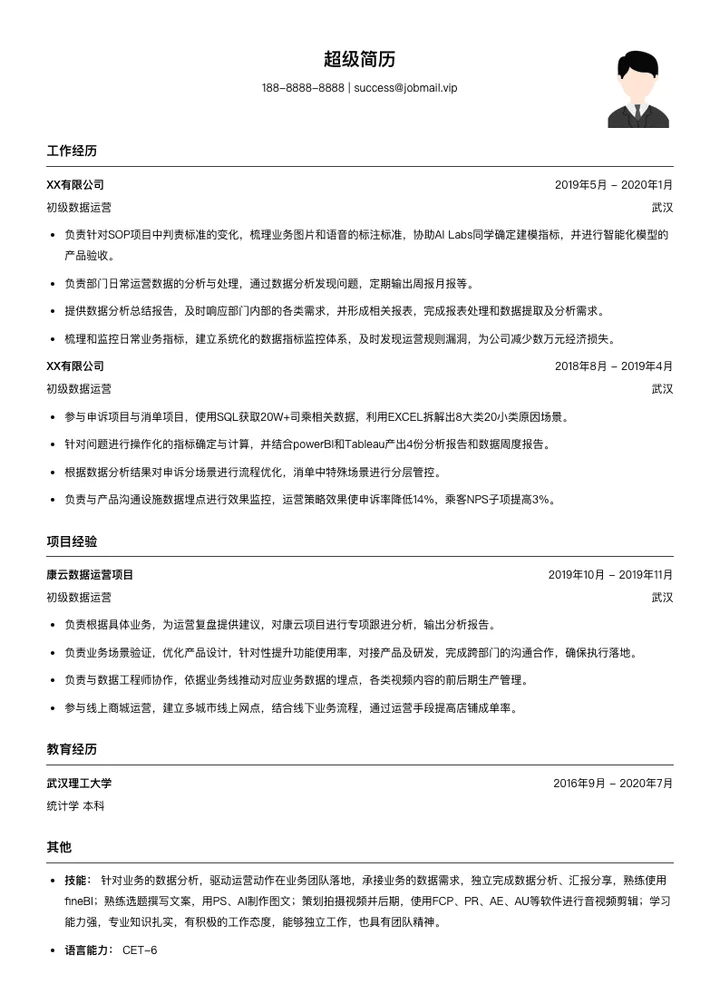 超级简历
188-8888-8888 | success@jobmail.vip
工作经历
XX有限公司 2019年5月 - 2020年1月
初级数据运营 武汉
• 负责针对SOP项目中判责标准的变化，梳理业务图片和语音的标注标准，协助AI Labs同学确定建模指标，并进行智能化模型的
产品验收。
• 负责部门日常运营数据的分析与处理，通过数据分析发现问题，定期输出周报月报等。
• 提供数据分析总结报告，及时响应部门内部的各类需求，并形成相关报表，完成报表处理和数据提取及分析需求。
• 梳理和监控日常业务指标，建立系统化的数据指标监控体系，及时发现运营规则漏洞，为公司减少数万元经济损失。
XX有限公司 2018年8月 - 2019年4月
初级数据运营 武汉
• 参与申诉项目与消单项目，使用SQL获取20W+司乘相关数据，利用EXCEL拆解出8大类20小类原因场景。
• 针对问题进行操作化的指标确定与计算，并结合powerBI和Tableau产出4份分析报告和数据周度报告。
• 根据数据分析结果对申诉分场景进行流程优化，消单中特殊场景进行分层管控。
• 负责与产品沟通设施数据埋点进行效果监控，运营策略效果使申诉率降低14%，乘客NPS子项提高3%。
项目经验
康云数据运营项目 2019年10月 - 2019年11月
初级数据运营 武汉
• 负责根据具体业务，为运营复盘提供建议，对康云项目进行专项跟进分析，输出分析报告。
• 负责业务场景验证，优化产品设计，针对性提升功能使用率，对接产品及研发，完成跨部门的沟通合作，确保执行落地。
• 负责与数据工程师协作，依据业务线推动对应业务数据的埋点，各类视频内容的前后期生产管理。
• 参与线上商城运营，建立多城市线上网点，结合线下业务流程，通过运营手段提高店铺成单率。
教育经历
武汉理工大学 2016年9月 - 2020年7月
统计学 本科
其他
• 技能： 针对业务的数据分析，驱动运营动作在业务团队落地，承接业务的数据需求，独立完成数据分析、汇报分享，熟练使用
fineBI；熟练选题撰写文案，用PS、AI制作图文；策划拍摄视频并后期，使用FCP、PR、AE、AU等软件进行音视频剪辑；学习
能力强，专业知识扎实，有积极的工作态度，能够独立工作，也具有团队精神。
• 语言能力： CET-6